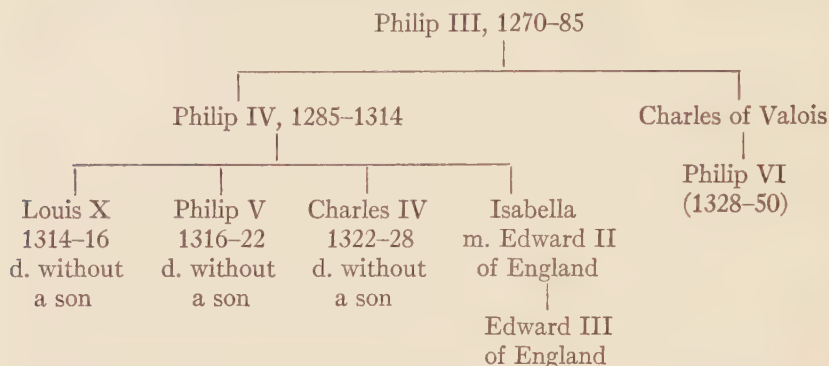 Philip III, 1270–85
Philip IV, 1285–1314
Charles of Valois
Philip VI
(1328–50)
Louis X
1314–16
d. without
a son
Philip V
1316–22
d. without
a son
Charles IV
1322–28
d. without
a son
Isabella
m. Edward II
of England
Edward III
of England